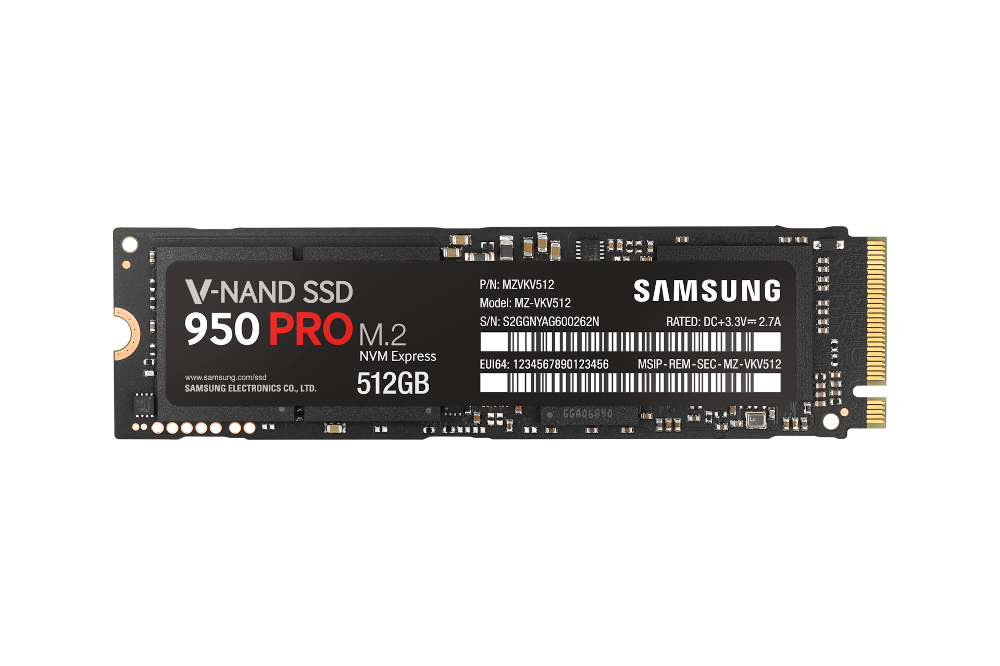 V-NAND SSD
950 PRO M.2
NVM Express
512GB
www.samsung.com/ssd
SAMSUNG ELECTRONICS CO., LTD.
P/N: MZVKV512
Model: MZ-VKV512
S/N: S2GGNYAG600262N
SAMSUNG
RATED: DC+3.3V⎓ 2.7A
EUI64: 1234567890123456
MSIP-REM-SEC-MZ-VKV512